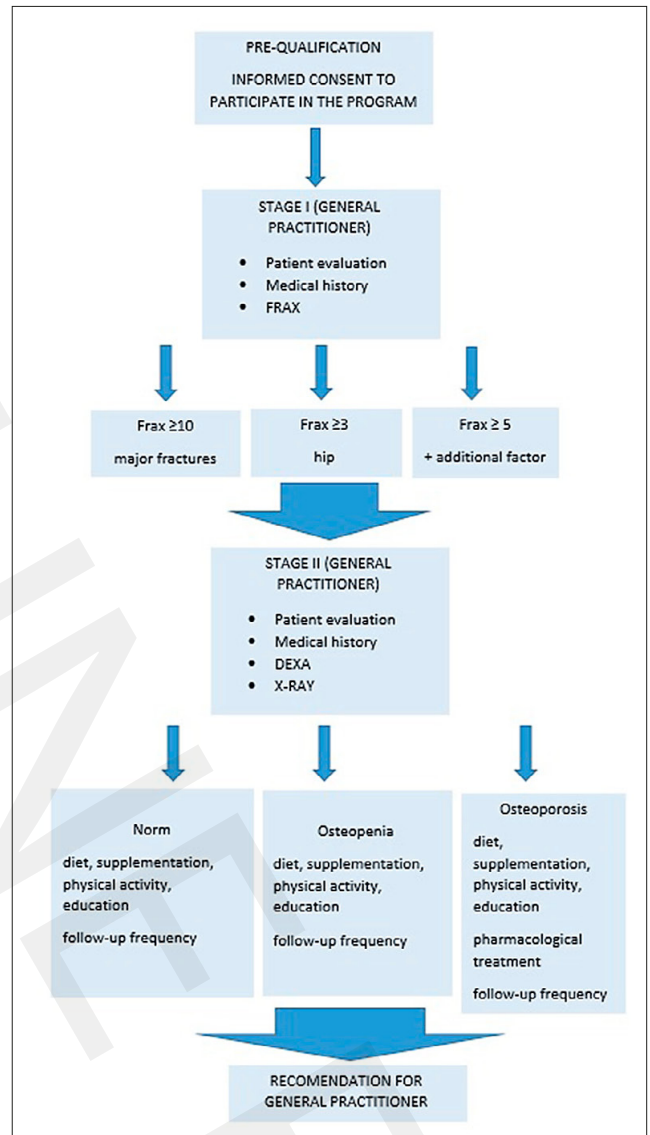 PRE-QUALIFICATION
INFORMED CONSENT TO
PARTICIPATE IN THE PROGRAM
STAGE I (GENERAL
PRACTITIONER)
• Patient evaluation
• Medical history
• FRAX
Frax ≥10
major fractures
Frax ≥3
hip
Frax ≥ 5
+ additional factor
STAGE II (GENERAL
PRACTITIONER)
• Patient evaluation
• Medical history
• DEXA
• X-RAY
Norm
diet, supplementation,
physical activity,
education
follow-up frequency
Osteopenia
diet, supplementation,
physical activity,
education
follow-up frequency
Osteoporosis
diet,
supplementation,
physical activity,
education
pharmacological
treatment
follow-up frequency
RECOMENDATION FOR
GENERAL PRACTITIONER